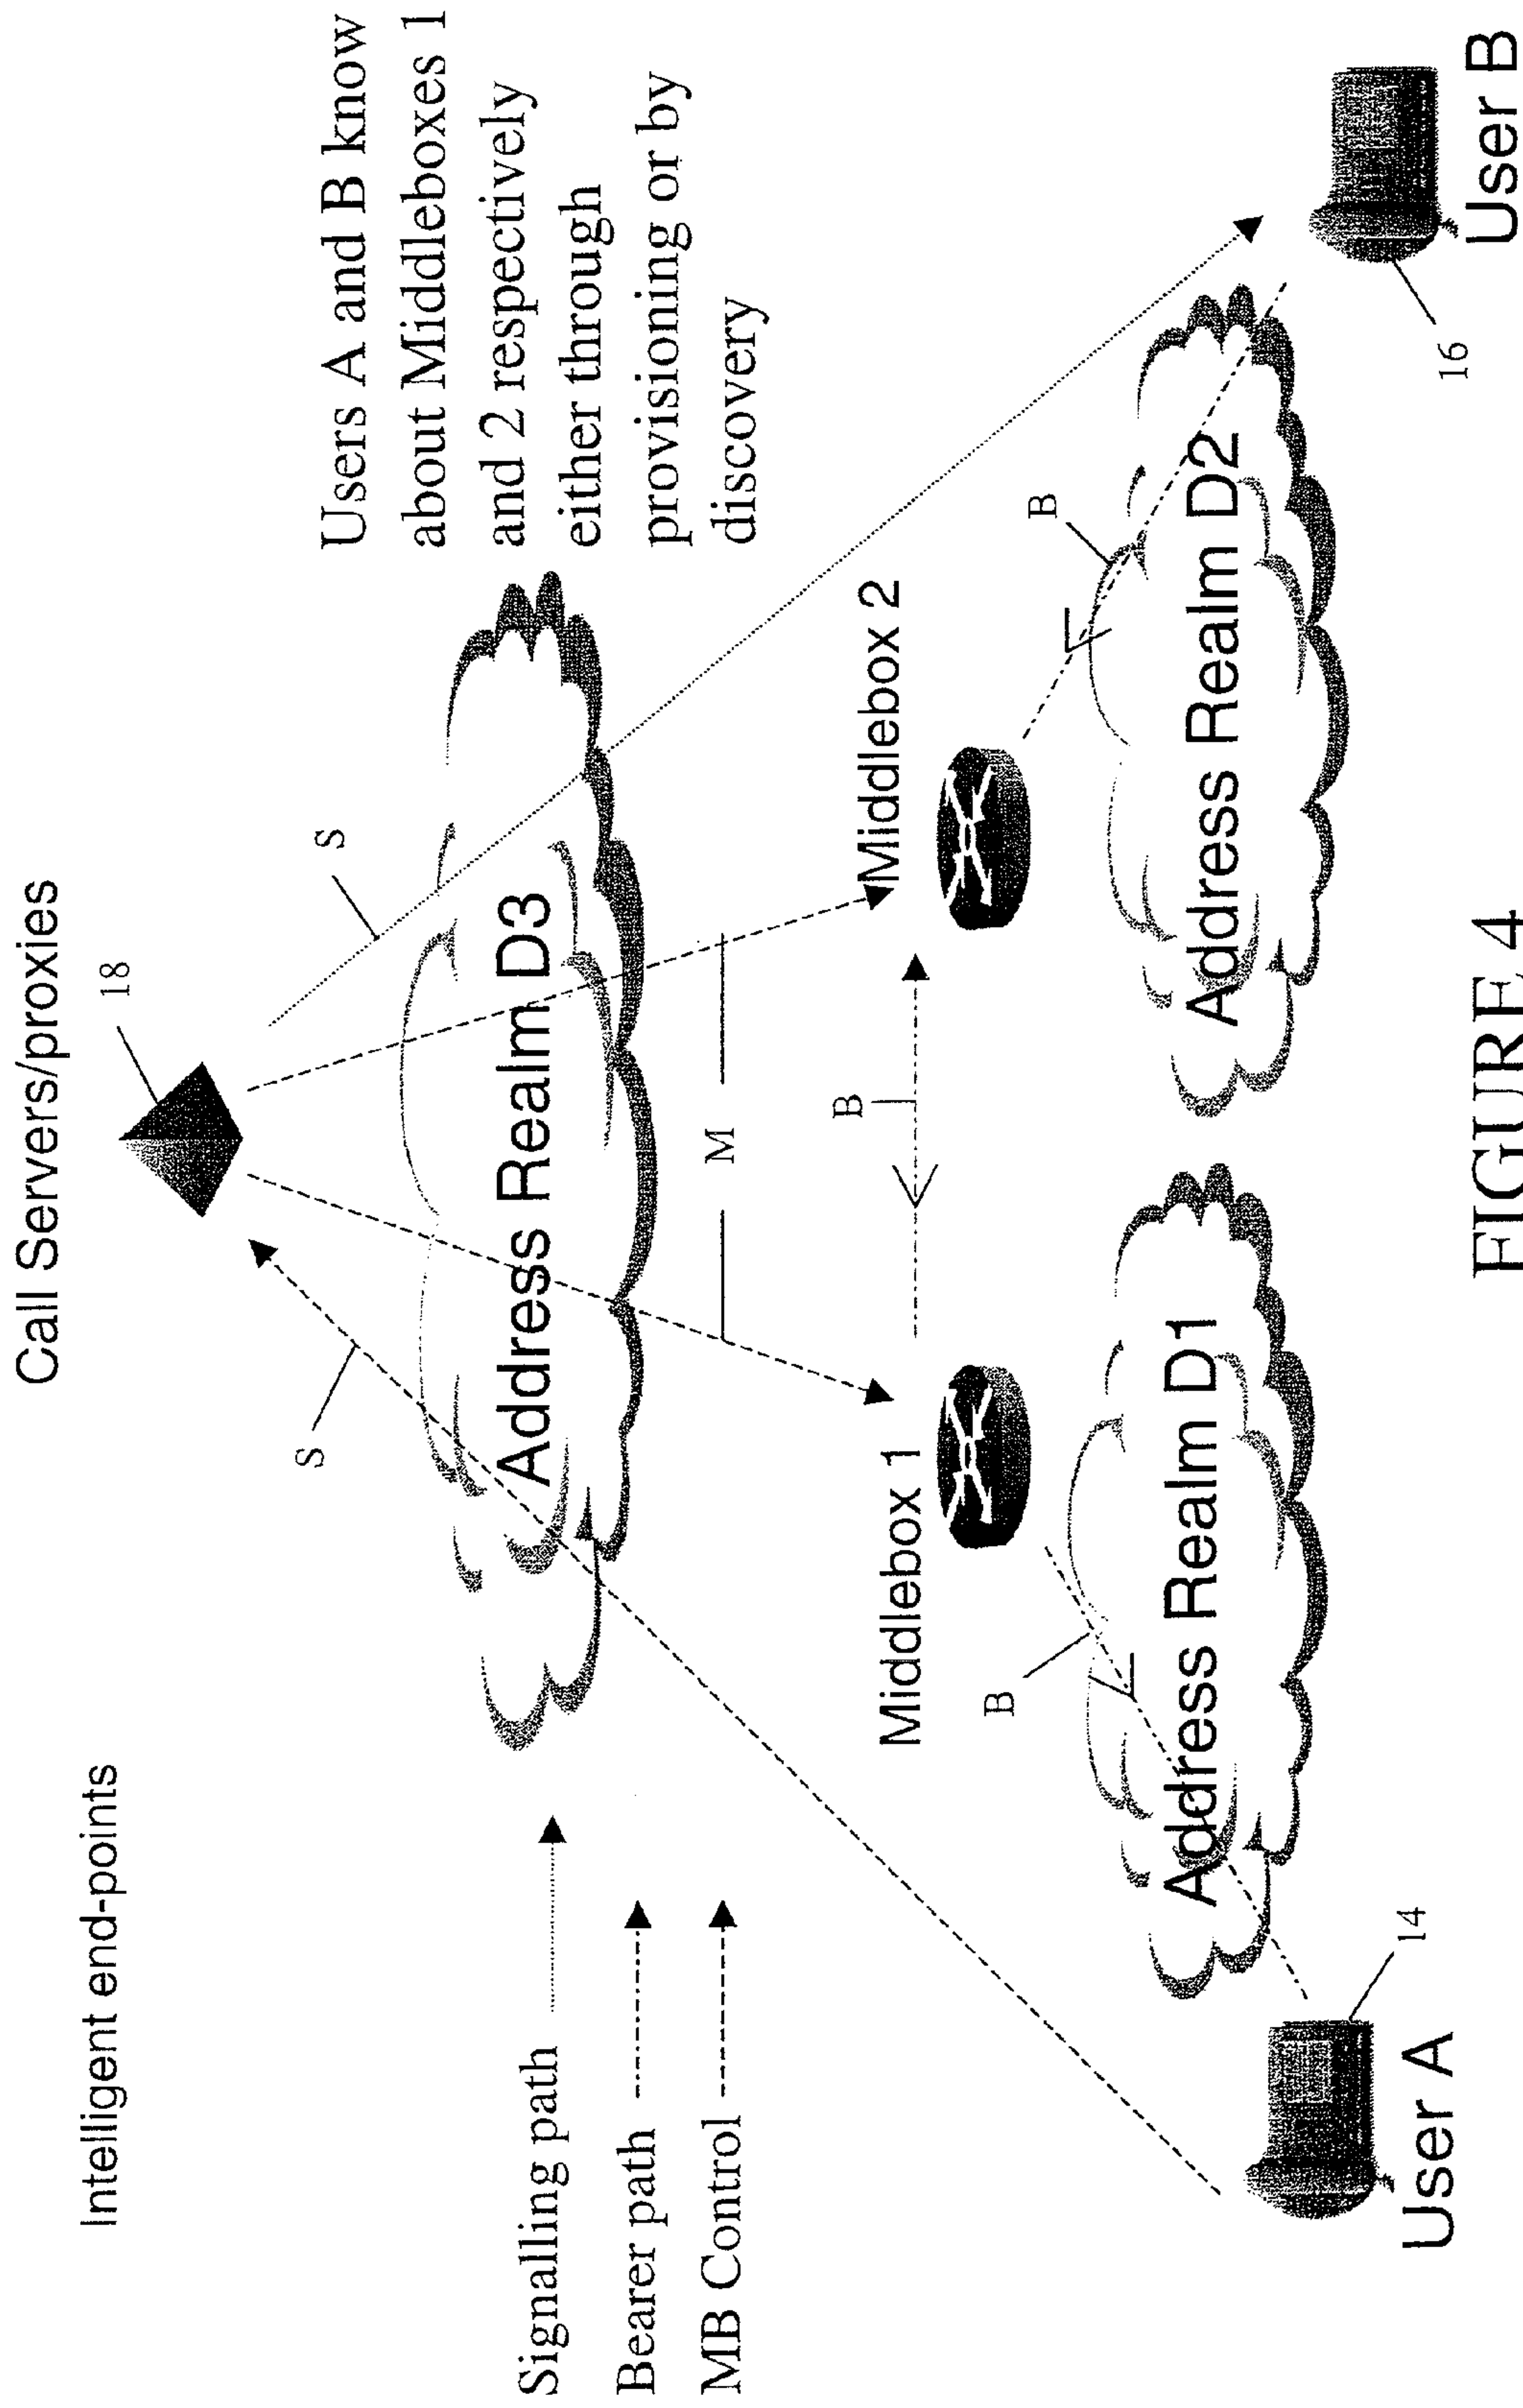 Intelligent end-points
Call Servers/proxies
18
S
S
Users A and B know
about Middleboxes 1
and 2 respectively
either through
provisioning or by
discovery
Signalling path
Bearer path
MB Control
Address Realm D3
M
B
Middlebox 1
Middlebox 2
B
B
Address Realm D1
Address Realm D2
14
16
User A
User B
FIGURE 4